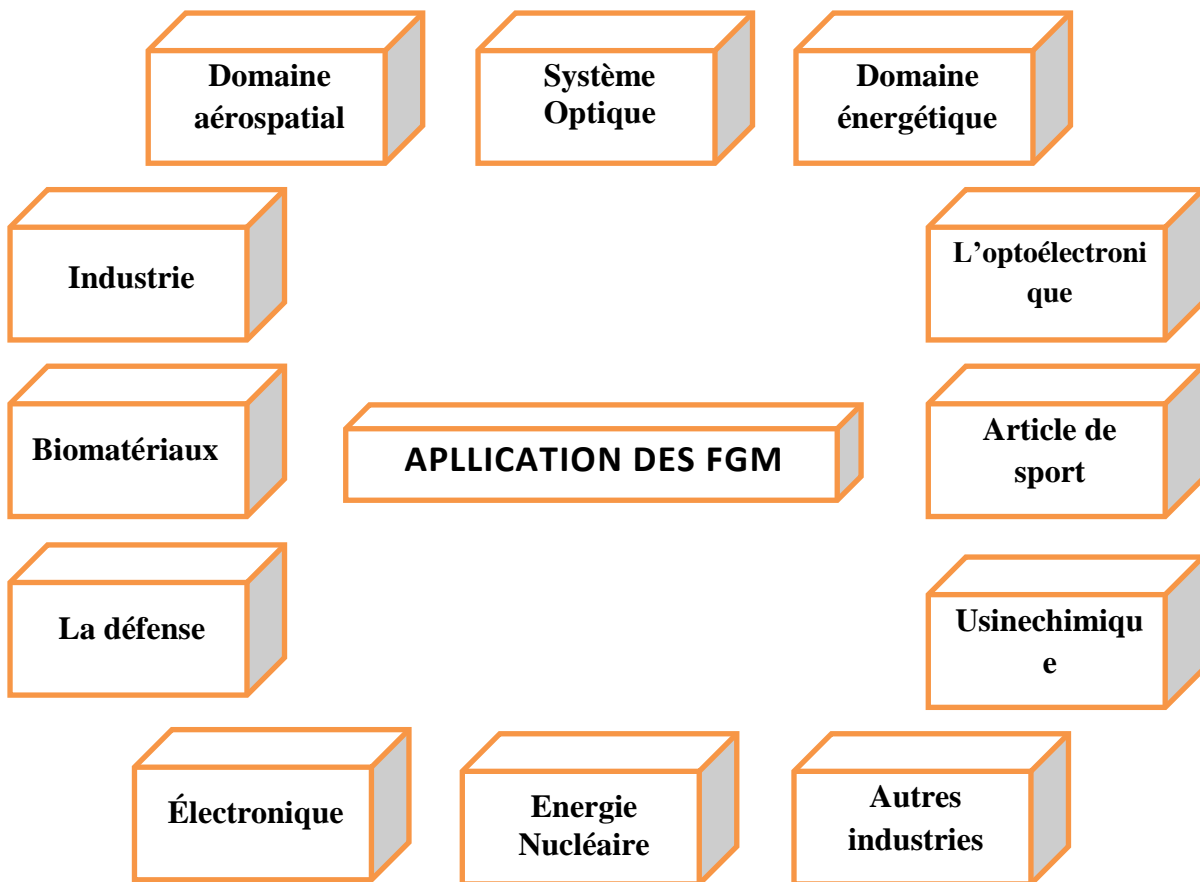 Domaine
aérospatial
Système
Optique
Domaine
énergétique
Industrie
L'optoélectroni
que
Biomatériaux
APLLICATION DES FGM
Article de
sport
La défense
Usinechimiqu
e
Électronique
Energie
Nucléaire
Autres
industries